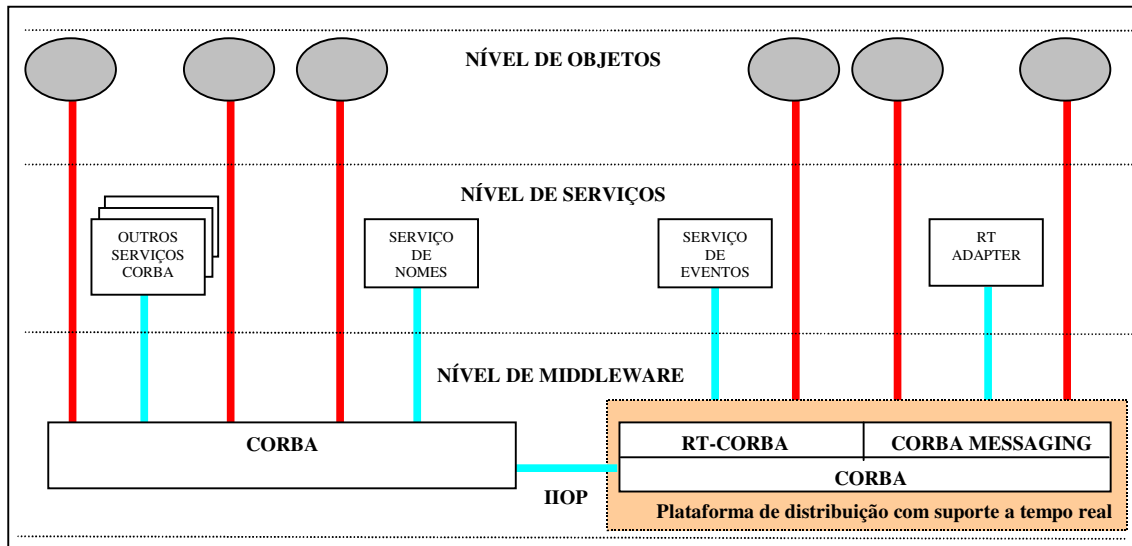 NÍVEL DE OBJETOS
NÍVEL DE SERVIÇOS
OUTROS
SERVIÇOS
CORBA
SERVIÇO
DE
NOMES
SERVIÇO
DE
EVENTOS
RT
ADAPTER
NÍVEL DE MIDDLEWARE
CORBA
RT-CORBA
CORBA MESSAGING
CORBA
IIOP
Plataforma de distribuição com suporte a tempo real